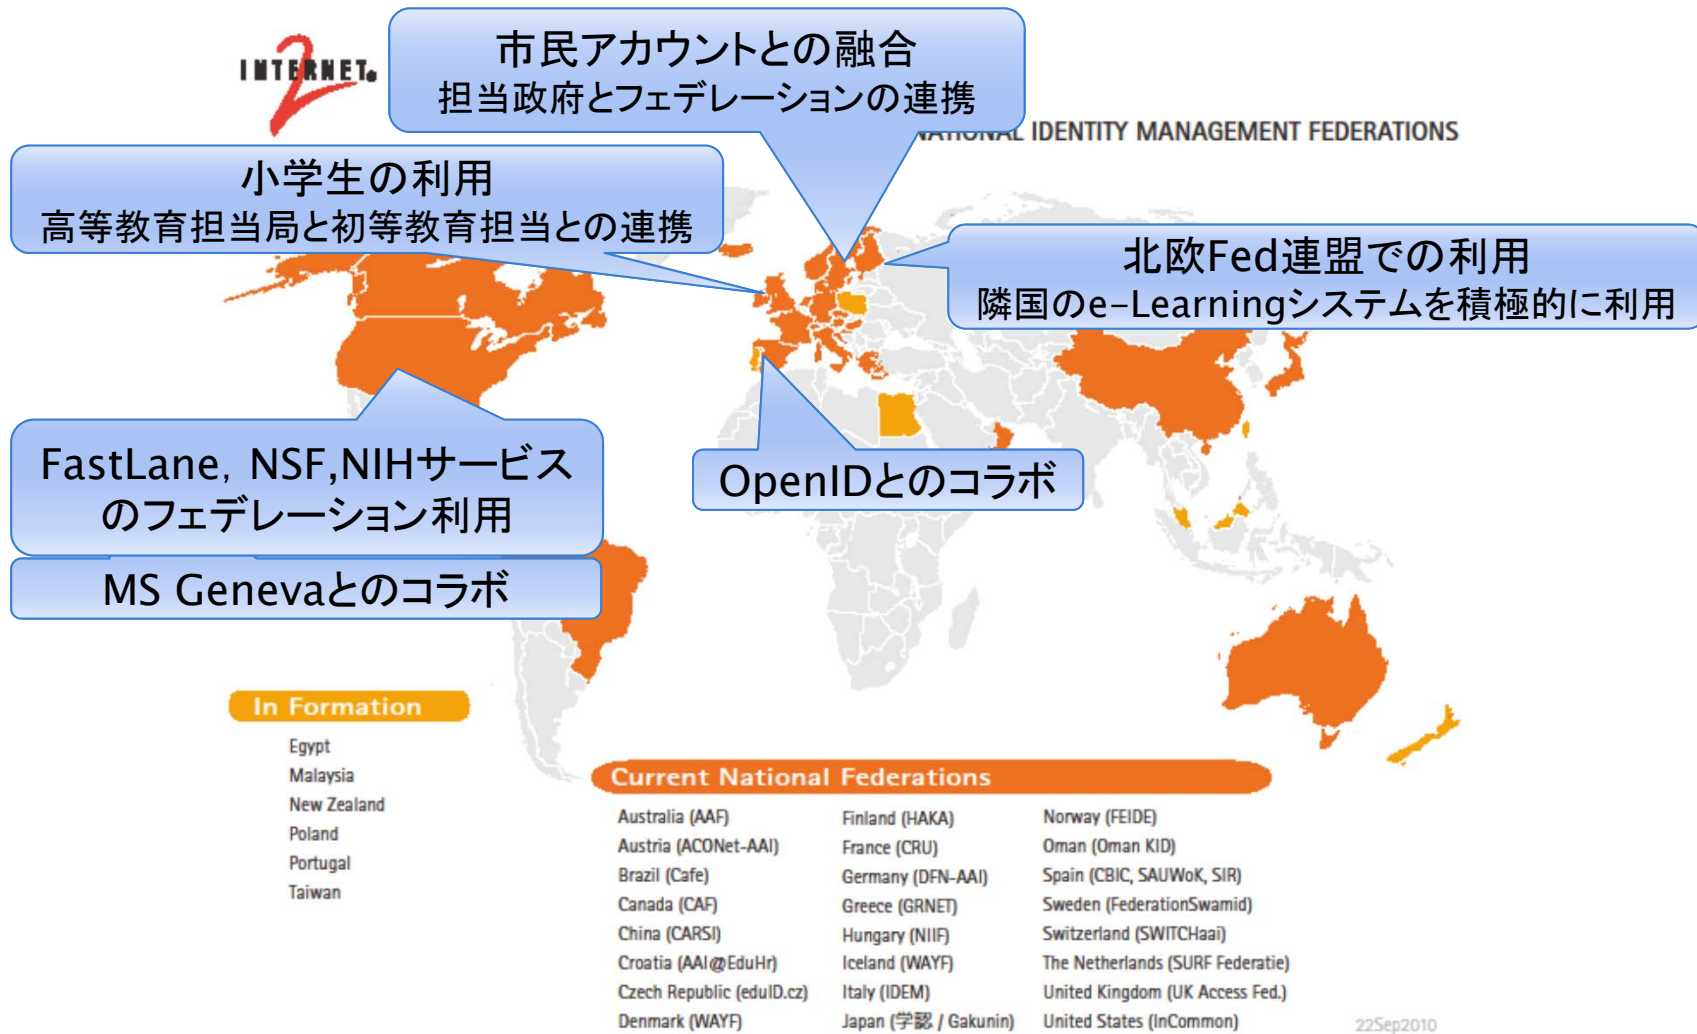 INTERNET
2
市民アカウントとの融合
担当政府とフェデレーションの連携
NATIONAL IDENTITY MANAGEMENT FEDERATIONS
小学生の利用
高等教育担当局と初等教育担当との連携
北欧Fed連盟での利用
隣国のe-Learningシステムを積極的に利用
FastLane, NSF,NIHサービス
のフェデレーション利用
OpenIDとのコラボ
MS Genevaとのコラボ
In Formation
Egypt
Malaysia
New Zealand
Poland
Portugal
Taiwan
Current National Federations
Australia (AAF)
Austria (ACONet-AAI)
Brazil (Cafe)
Canada (CAF)
China (CARSI)
Croatia (AAI@EduHr)
Czech Republic (eduID.cz)
Denmark (WAYF)
Finland (HAKA)
France (CRU)
Germany (DFN-AAI)
Greece (GRNET)
Hungary (NIIF)
Iceland (WAYF)
Italy (IDEM)
Japan (学認 / Gakunin)
Norway (FEIDE)
Oman (Oman KID)
Spain (CBIC, SAUWoK, SIR)
Sweden (FederationSwamid)
Switzerland (SWITCHaai)
The Netherlands (SURF Federatie)
United Kingdom (UK Access Fed.)
United States (InCommon)
22Sep2010